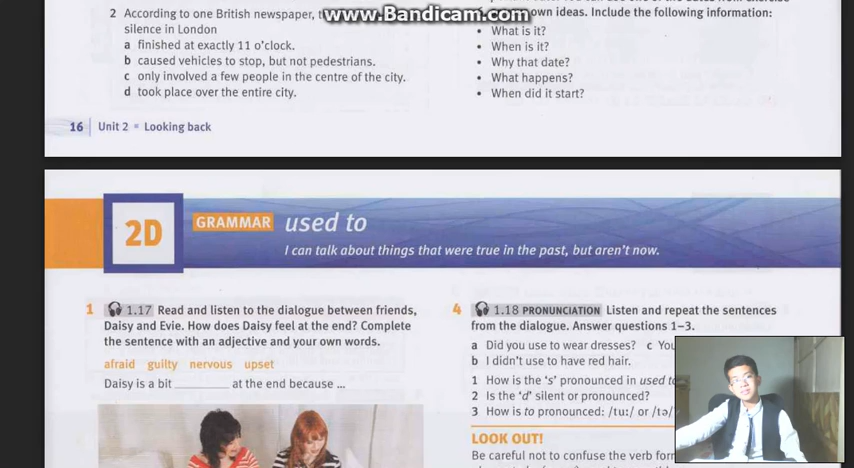 www.Bandicam.com
2 According to one British newspaper,
silence in London
a finished at exactly 11 o'clock.
b caused vehicles to stop, but not pedestrians.
c only involved a few people in the centre of the city.
d took place over the entire city.
own ideas. Include the following information:
• What is it?
• When is it?
• Why that date?
• What happens?
• When did it start?
16 Unit 2 ▪ Looking back
2D
GRAMMAR used to
I can talk about things that were true in the past, but aren't now.
1 1.17 Read and listen to the dialogue between friends,
Daisy and Evie. How does Daisy feel at the end? Complete
the sentence with an adjective and your own words.
afraid guilty nervous upset
Daisy is a bit ________ at the end because ...
4 1.18 PRONUNCIATION Listen and repeat the sentences
from the dialogue. Answer questions 1–3.
a Did you use to wear dresses? c
b I didn't use to have red hair.
1 How is the 's' pronounced in used
2 Is the 'd' silent or pronounced?
3 How is to pronounced: /tuː/ or /tə/
LOOK OUT!
Be careful not to confuse the verb